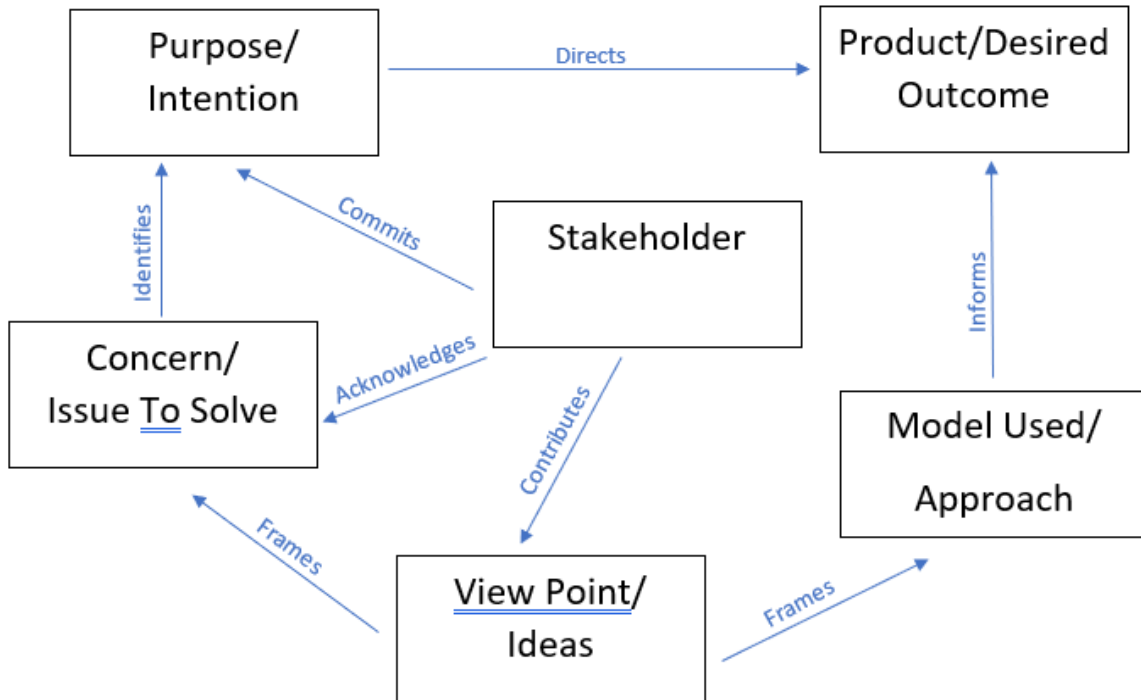 Purpose/
Intention
Directs
Product/Desired
Outcome
Commits
Stakeholder
Identifies
Informs
Concern/
Issue To Solve
Acknowledges
Contributes
Model Used/
Approach
Frames
View Point/
Ideas
Frames